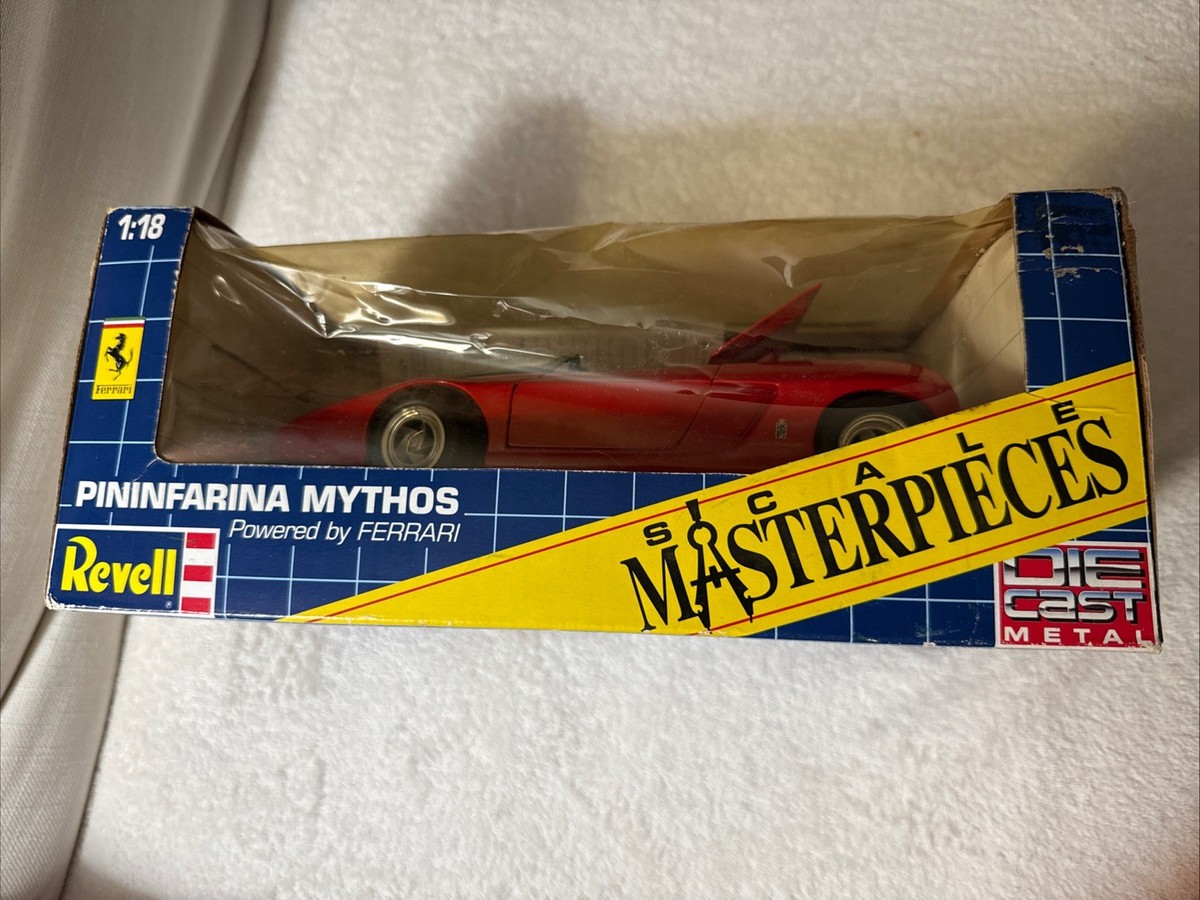 1:18
Ferrari
PININFARINA MYTHOS
Powered by FERRARI
Revell
SCALE
MASTERPIECES
DIE
CAST
METAL